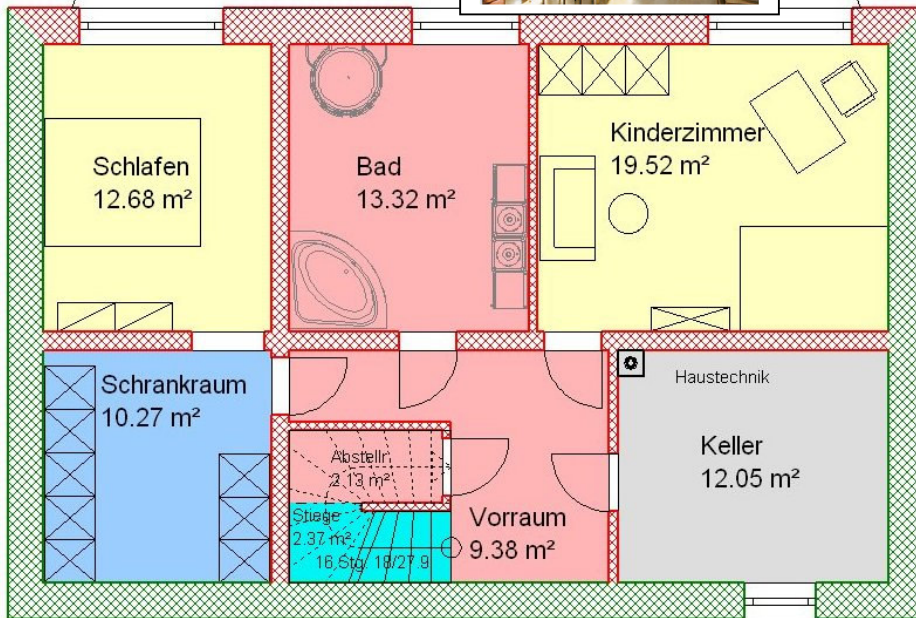 Schlafen
12.68 m²
Bad
13.32 m²
Kinderzimmer
19.52 m²
Schrankraum
10.27 m²
Haustechnik
Keller
12.05 m²
Abstellr.
2.13 m²
Stiege
2.37 m²
16 Stg. 18/27.9
Vorraum
9.38 m²